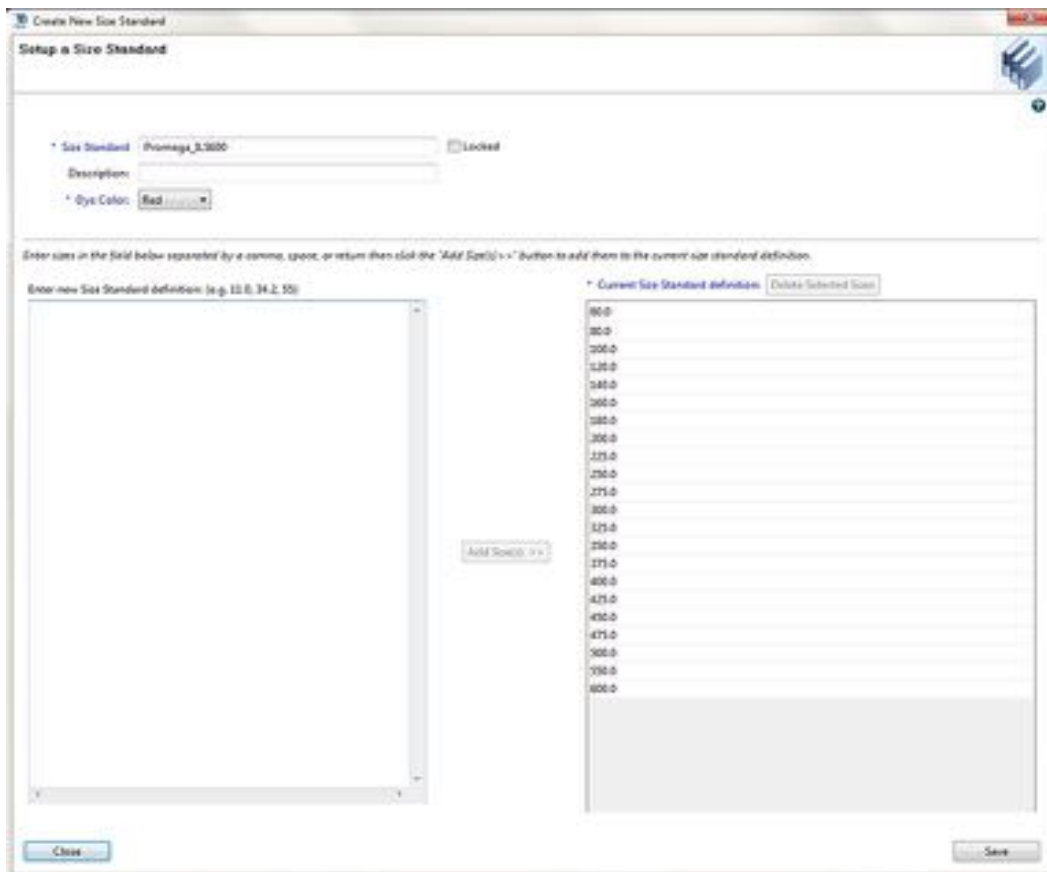 Create New Size Standard
Setup a Size Standard
* Size Standard Promega_ILS600 Locked
Description:
* Dye Color: Red
Enter sizes in the field below separated by a comma, space, or return then click the 'Add Size(s)>>' button to add them to the current size standard definition.
Enter new Size Standard definition: (e.g. 11.0, 34.2, 55)
* Current Size Standard definition: Delete Selected Sizes
60.0
80.0
100.0
120.0
140.0
160.0
180.0
200.0
225.0
250.0
275.0
300.0
325.0
350.0
375.0
400.0
425.0
450.0
475.0
500.0
550.0
600.0
Add Size(s) >>
Close
Save